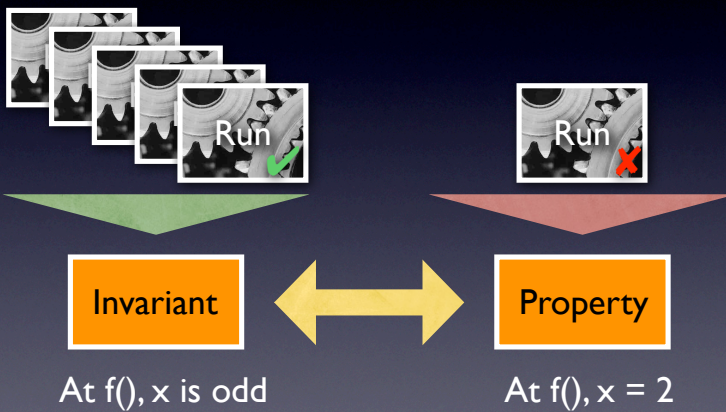 Run
Run
Invariant
Property
At f(), x is odd
At f(), x = 2